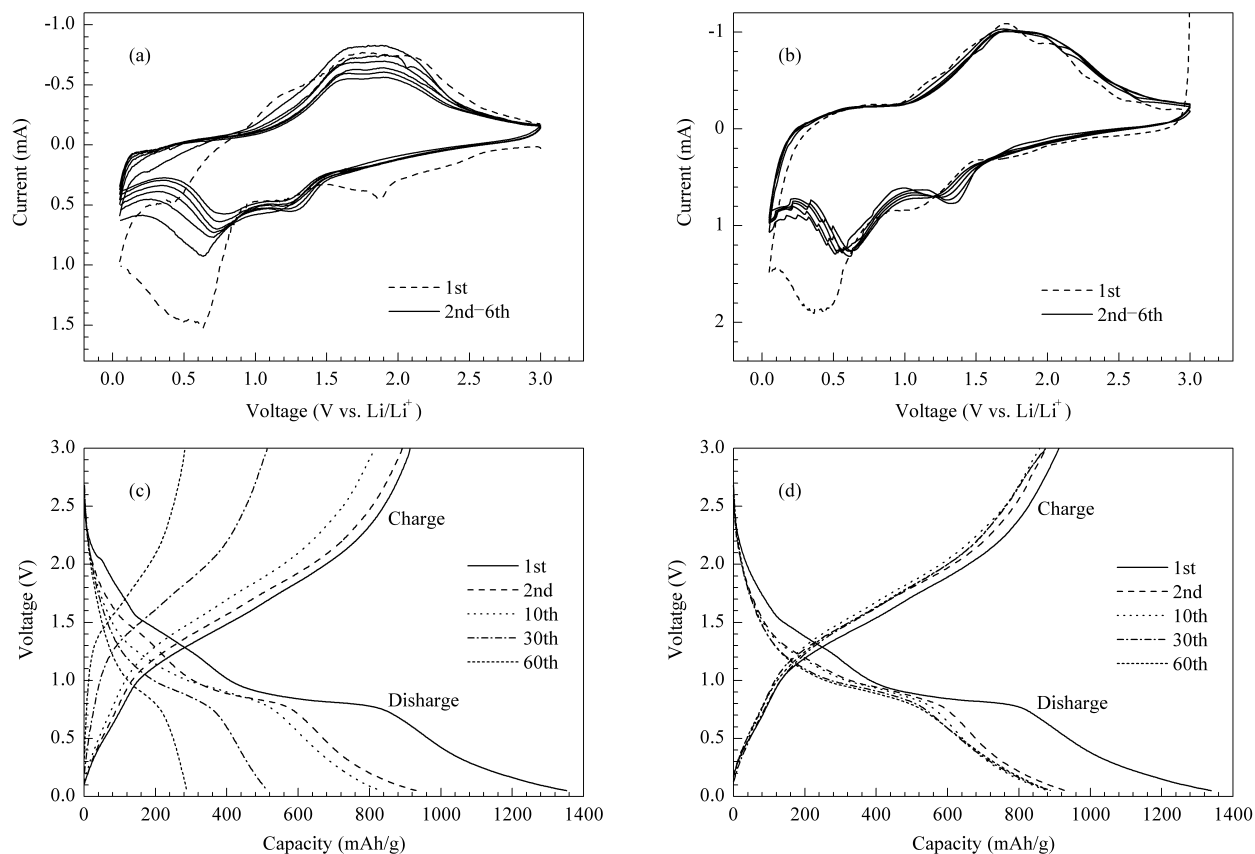 -1.0
-0.5
0.0
0.5
1.0
1.5
Current (mA)
(a)
1st
2nd−6th
0.0 0.5 1.0 1.5 2.0 2.5 3.0
Voltage (V vs. Li/Li⁺)
-1
0
1
2
Current (mA)
(b)
1st
2nd−6th
0.0 0.5 1.0 1.5 2.0 2.5 3.0
Voltage (V vs. Li/Li⁺)
3.0
2.5
2.0
1.5
1.0
0.5
0.0
Voltatge (V)
(c)
Charge
1st
2nd
10th
30th
60th
Disharge
0 200 400 600 800 1000 1200 1400
Capacity (mAh/g)
3.0
2.5
2.0
1.5
1.0
0.5
0.0
Voltatge (V)
(d)
Charge
1st
2nd
10th
30th
60th
Disharge
0 200 400 600 800 1000 1200 1400
Capacity (mAh/g)